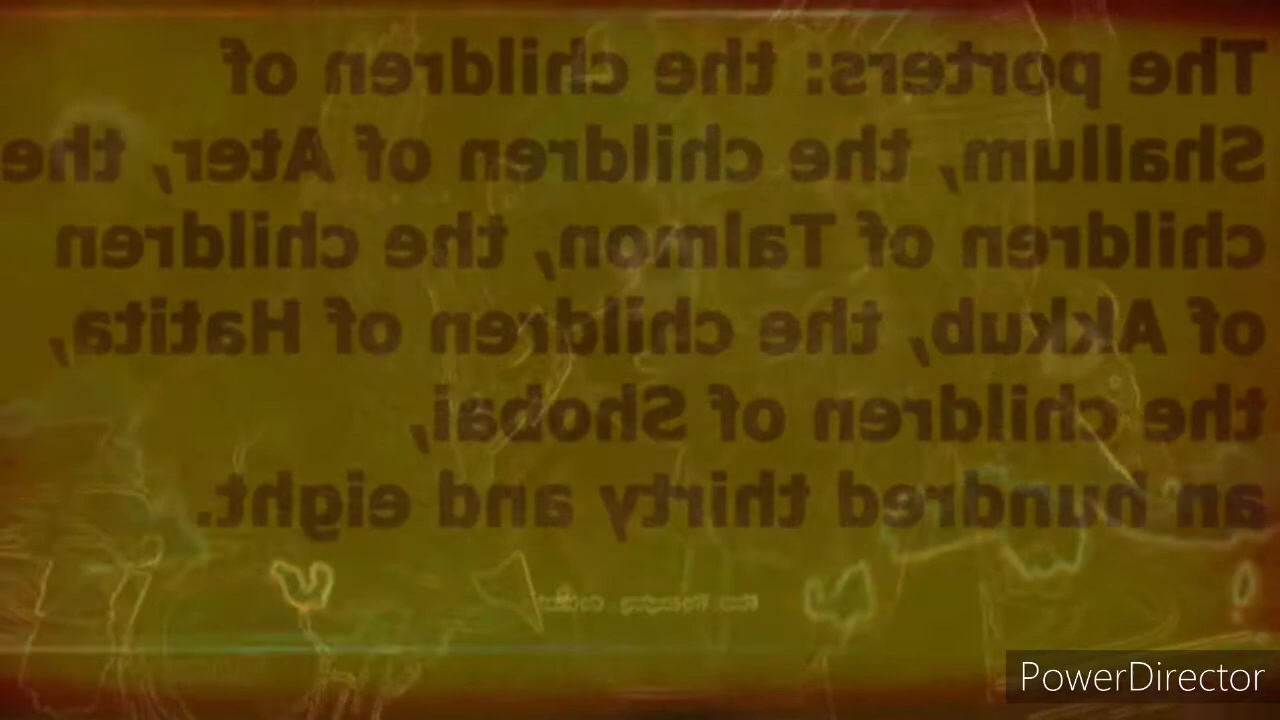 The porters: the children of
Shallum, the children of Ater, the
children of Talmon, the children
of Akkub, the children of Hatita,
the children of Shobai,
an hundred thirty and eight.
PowerDirector